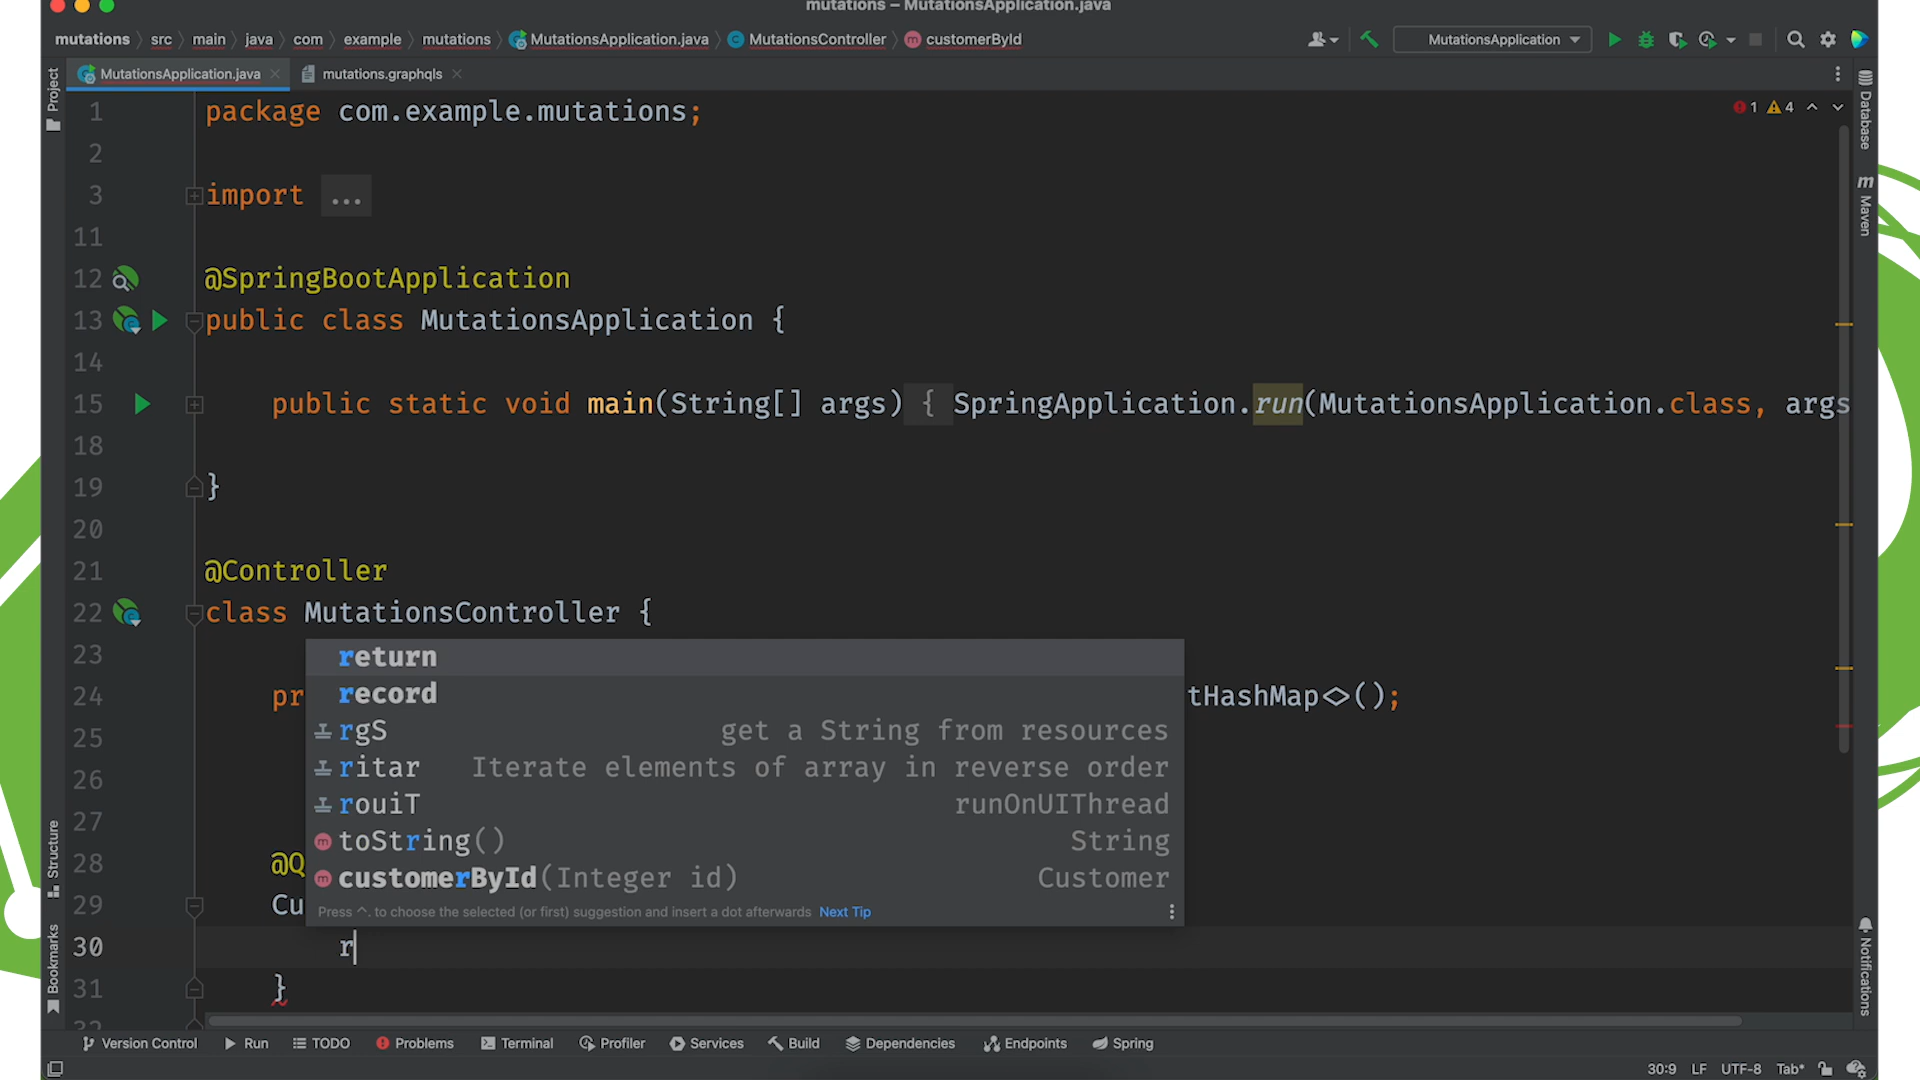 mutations – MutationsApplication.java
mutations src main java com example mutations MutationsApplication.java MutationsController customerById MutationsApplication
MutationsApplication.java mutations.graphqls
Project
Database
Maven
Structure
Bookmarks
Notifications
1 4
1 package com.example.mutations;
2
3 import ...
11
12 @SpringBootApplication
13 public class MutationsApplication {
14
15 public static void main(String[] args) { SpringApplication.run(MutationsApplication.class, args
18
19 }
20
21 @Controller
22 class MutationsController {
23
24 pr tHashMap<>();
25
26
27
28 @Q
29 Cu
30 r
31 }
32
return
record
rgS get a String from resources
ritar Iterate elements of array in reverse order
rouiT runOnUIThread
toString() String
customerById(Integer id) Customer
Press ^. to choose the selected (or first) suggestion and insert a dot afterwards Next Tip
Version Control Run TODO Problems Terminal Profiler Services Build Dependencies Endpoints Spring
30:9 LF UTF-8 Tab*